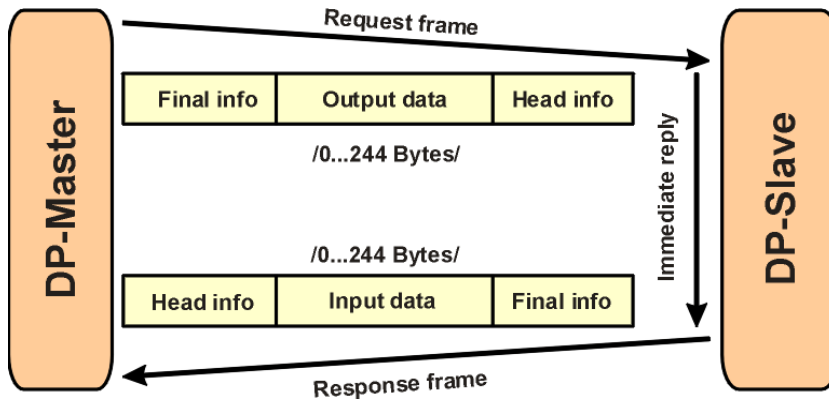 Request frame
DP-Master
Final info Output data Head info
/0...244 Bytes/
Immediate reply
DP-Slave
/0...244 Bytes/
Head info Input data Final info
Response frame